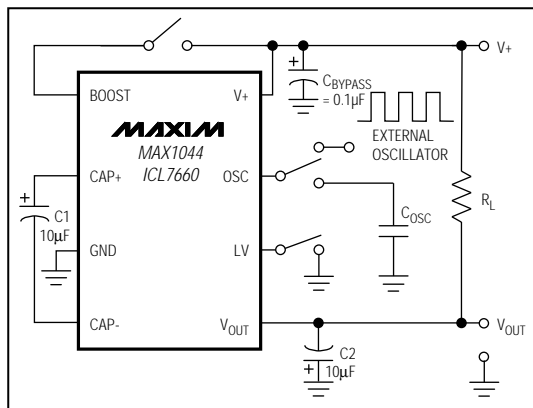 V+
BOOST
V+
CBYPASS
= 0.1µF
EXTERNAL
OSCILLATOR
MAXIM
MAX1044
ICL7660
CAP+
OSC
C1
10µF
COSC
RL
GND
LV
CAP-
VOUT
VOUT
C2
10µF
+
+
+